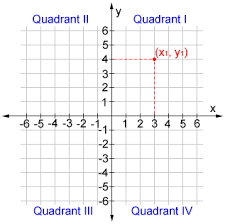 y
Quadrant II Quadrant I
6
5
4
(x₁, y₁)
3
2
1
x
-6 -5 -4 -3 -2 -1 1 2 3 4 5 6
-1
-2
-3
-4
-5
-6
Quadrant III Quadrant IV